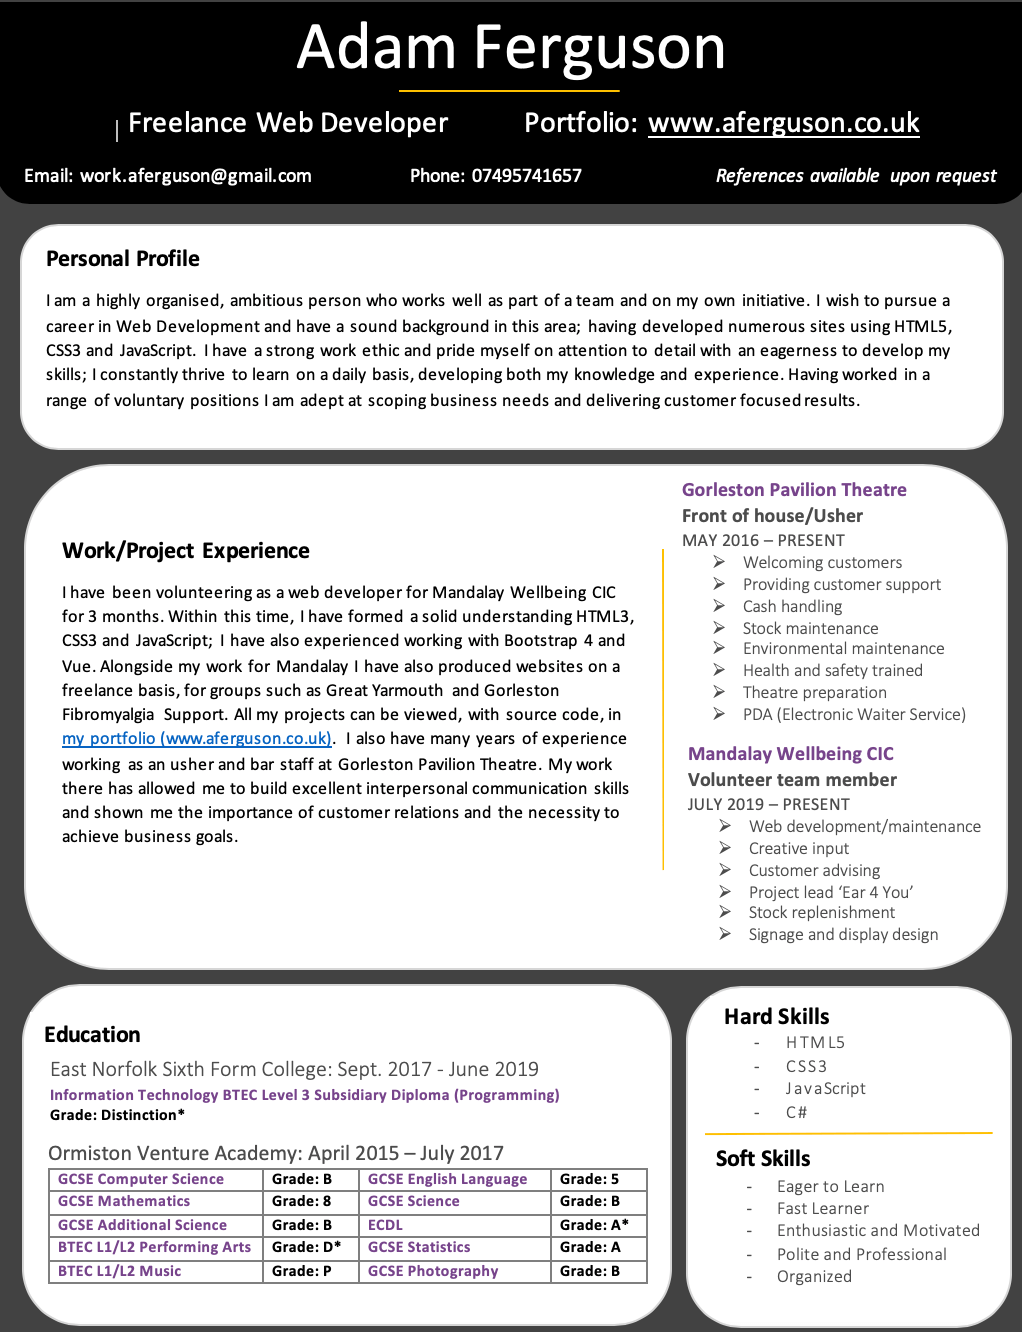 Adam Ferguson
Freelance Web Developer Portfolio: www.aferguson.co.uk
Email: work.aferguson@gmail.com Phone: 07495741657 References available upon request
Personal Profile
I am a highly organised, ambitious person who works well as part of a team and on my own initiative. I wish to pursue a
career in Web Development and have a sound background in this area; having developed numerous sites using HTML5,
CSS3 and JavaScript. I have a strong work ethic and pride myself on attention to detail with an eagerness to develop my
skills; I constantly thrive to learn on a daily basis, developing both my knowledge and experience. Having worked in a
range of voluntary positions I am adept at scoping business needs and delivering customer focused results.
Work/Project Experience
I have been volunteering as a web developer for Mandalay Wellbeing CIC
for 3 months. Within this time, I have formed a solid understanding HTML3,
CSS3 and JavaScript; I have also experienced working with Bootstrap 4 and
Vue. Alongside my work for Mandalay I have also produced websites on a
freelance basis, for groups such as Great Yarmouth and Gorleston
Fibromyalgia Support. All my projects can be viewed, with source code, in
my portfolio (www.aferguson.co.uk). I also have many years of experience
working as an usher and bar staff at Gorleston Pavilion Theatre. My work
there has allowed me to build excellent interpersonal communication skills
and shown me the importance of customer relations and the necessity to
achieve business goals.
Gorleston Pavilion Theatre
Front of house/Usher
MAY 2016 – PRESENT
➢ Welcoming customers
➢ Providing customer support
➢ Cash handling
➢ Stock maintenance
➢ Environmental maintenance
➢ Health and safety trained
➢ Theatre preparation
➢ PDA (Electronic Waiter Service)
Mandalay Wellbeing CIC
Volunteer team member
JULY 2019 – PRESENT
➢ Web development/maintenance
➢ Creative input
➢ Customer advising
➢ Project lead ‘Ear 4 You’
➢ Stock replenishment
➢ Signage and display design
Education
East Norfolk Sixth Form College: Sept. 2017 - June 2019
Information Technology BTEC Level 3 Subsidiary Diploma (Programming)
Grade: Distinction*
Ormiston Venture Academy: April 2015 – July 2017
GCSE Computer Science Grade: B GCSE English Language Grade: 5
GCSE Mathematics Grade: 8 GCSE Science Grade: B
GCSE Additional Science Grade: B ECDL Grade: A*
BTEC L1/L2 Performing Arts Grade: D* GCSE Statistics Grade: A
BTEC L1/L2 Music Grade: P GCSE Photography Grade: B
Hard Skills
- HTML5
- CSS3
- JavaScript
- C#
Soft Skills
- Eager to Learn
- Fast Learner
- Enthusiastic and Motivated
- Polite and Professional
- Organized